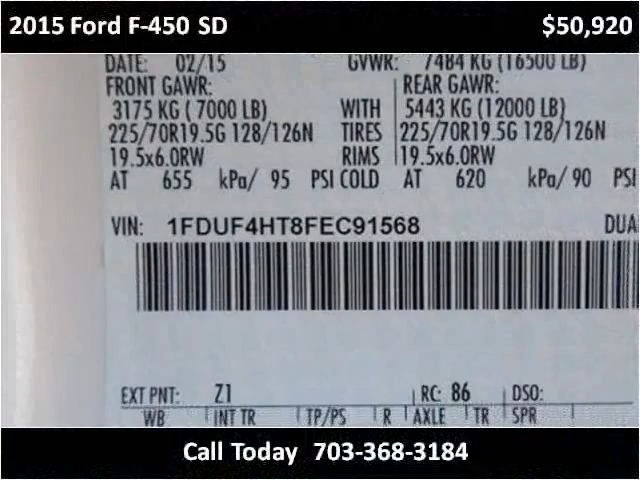 2015 Ford F-450 SD $50,920
DATE: 02/15 GVWR: 7484 KG (16500 LB)
FRONT GAWR: REAR GAWR:
3175 KG ( 7000 LB) WITH 5443 KG (12000 LB)
225/70R19.5G 128/126N TIRES 225/70R19.5G 128/126N
19.5x6.0RW RIMS 19.5x6.0RW
AT 655 kPa/ 95 PSI COLD AT 620 kPa/ 90 PSI
VIN: 1FDUF4HT8FEC91568 DUA
EXT PNT: Z1 RC: 86 DSO:
WB INT TR TP/PS R AXLE TR SPR
Call Today 703-368-3184